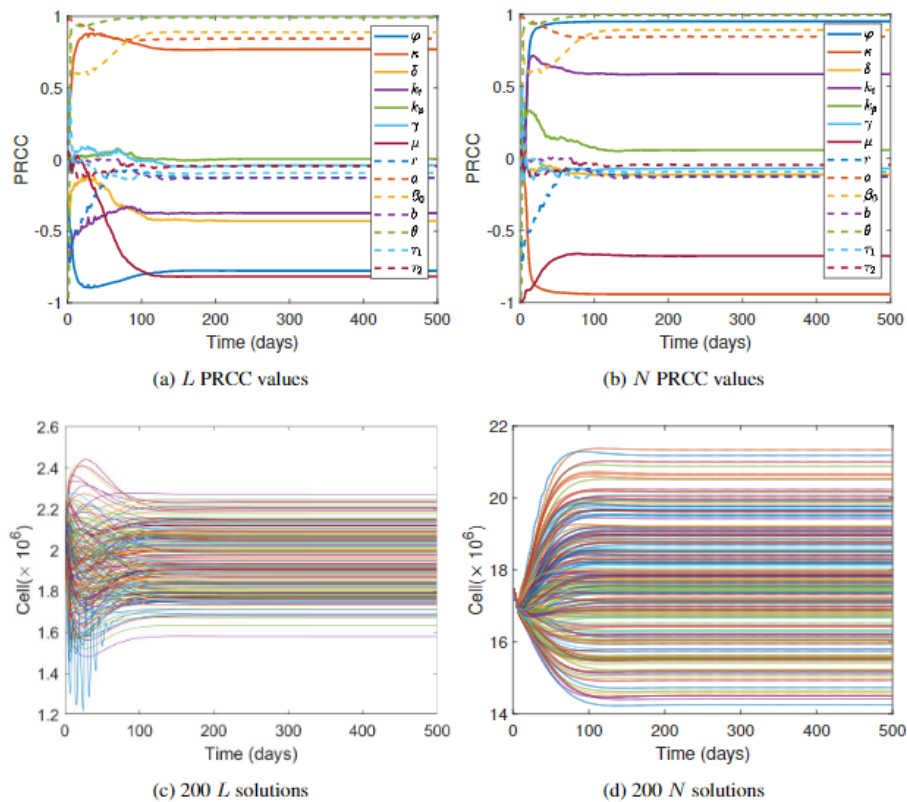 1
0.5
0
-0.5
-1
PRCC
0 100 200 300 400 500
Time (days)
φ
κ
δ
γ
μ
r
a
β₀
b
θ
τ₁
τ₂
(a) L PRCC values
1
0.5
0
-0.5
-1
PRCC
0 100 200 300 400 500
Time (days)
φ
κ
δ
γ
μ
r
a
β₀
b
θ
τ₁
τ₂
(b) N PRCC values
2.6
2.4
2.2
2
1.8
1.6
1.4
1.2
Cell(× 10⁶)
0 100 200 300 400 500
Time (days)
(c) 200 L solutions
22
20
18
16
14
Cell(× 10⁶)
0 100 200 300 400 500
Time (days)
(d) 200 N solutions